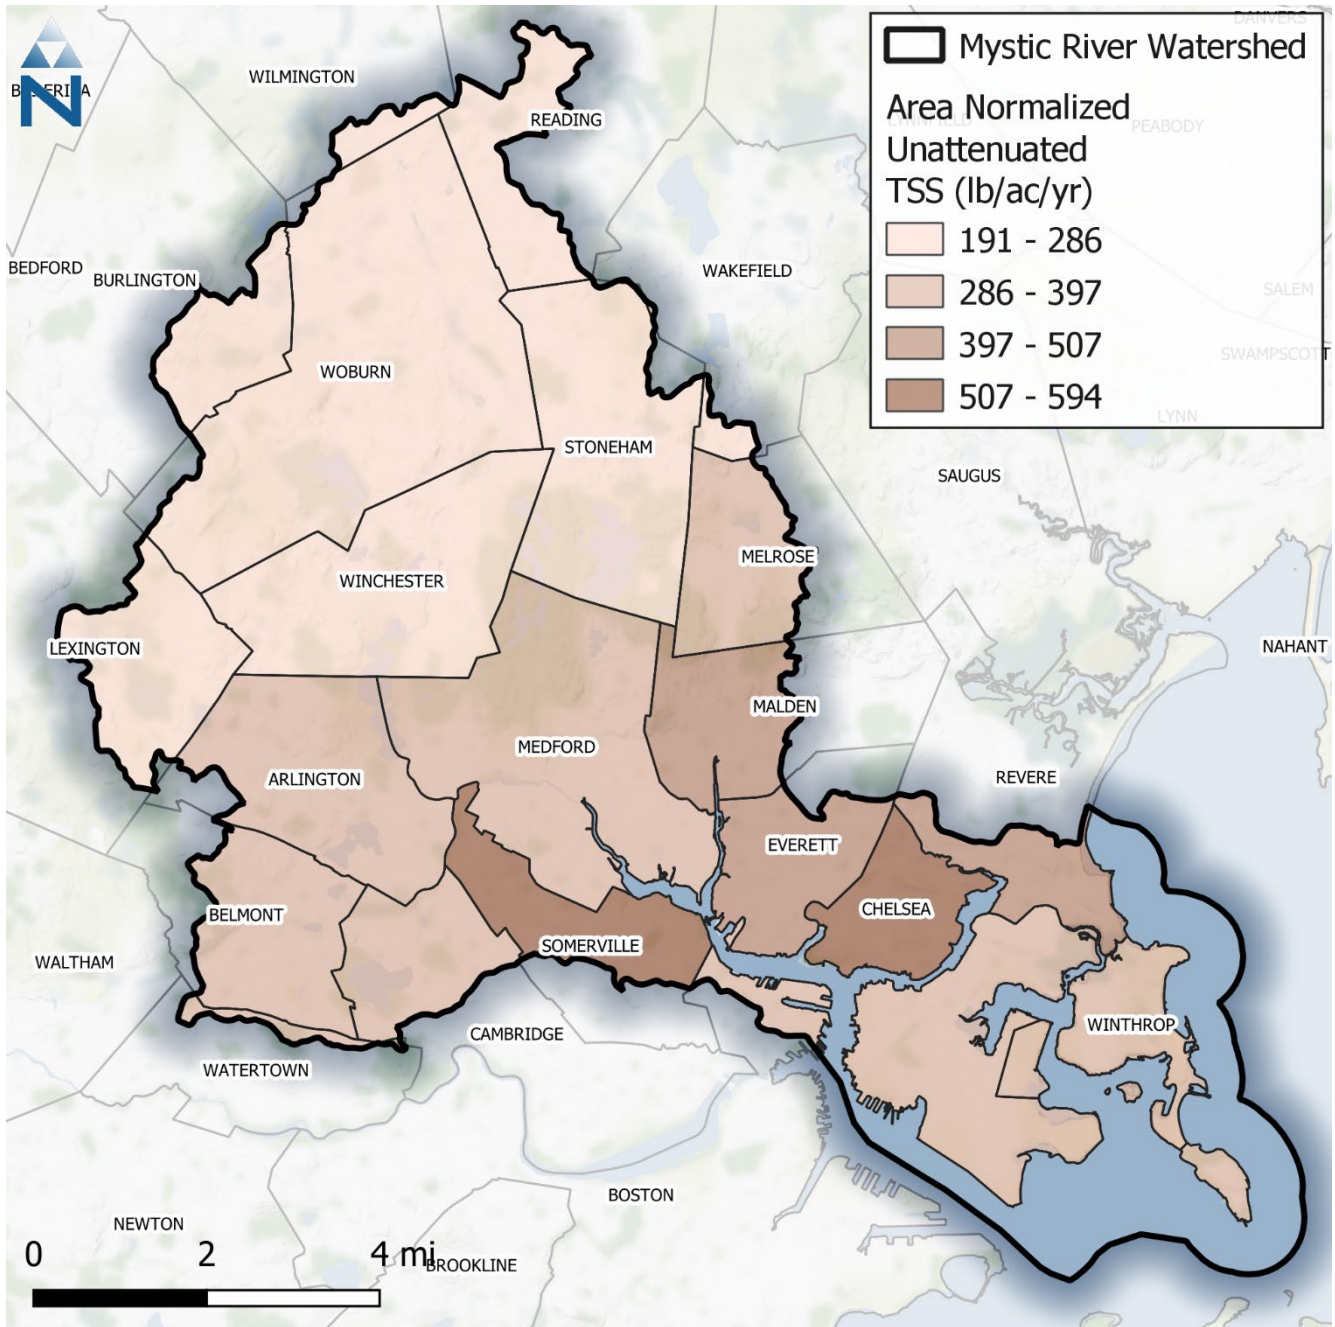 DANVERS
Mystic River Watershed
WILMINGTON
N
READING
Area Normalized
LYNNFIELD
PEABODY
Unattenuated
TSS (lb/ac/yr)
191 - 286
BEDFORD
BURLINGTON
WAKEFIELD
286 - 397
SALEM
397 - 507
SWAMPSCOTT
WOBURN
507 - 594
LYNN
STONEHAM
SAUGUS
MELROSE
WINCHESTER
LEXINGTON
NAHANT
MALDEN
MEDFORD
ARLINGTON
REVERE
EVERETT
BELMONT
CHELSEA
SOMERVILLE
WALTHAM
WINTHROP
CAMBRIDGE
WATERTOWN
BOSTON
NEWTON
0 2 4 mi
BROOKLINE